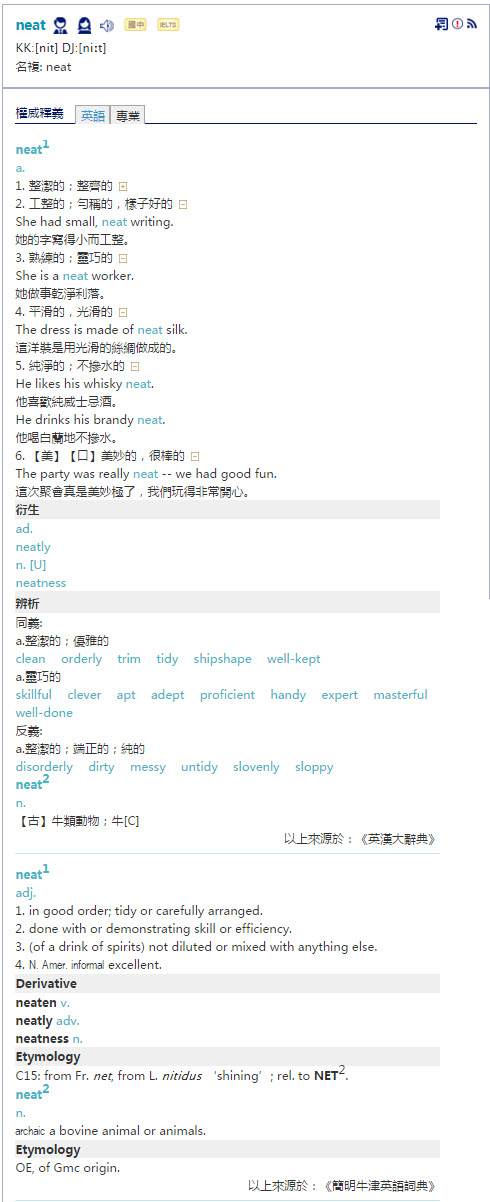 neat 國中 IELTS
KK:[nit] DJ:[niːt]
名複: neat
權威釋義 英語 專業
neat1
a.
1. 整潔的；整齊的
2. 工整的；勻稱的，樣子好的
She had small, neat writing.
她的字寫得小而工整。
3. 熟練的；靈巧的
She is a neat worker.
她做事乾淨利落。
4. 平滑的，光滑的
The dress is made of neat silk.
這洋裝是用光滑的絲綢做成的。
5. 純淨的；不摻水的
He likes his whisky neat.
他喜歡純威士忌酒。
He drinks his brandy neat.
他喝白蘭地不摻水。
6. 【美】【口】美妙的，很棒的
The party was really neat -- we had good fun.
這次聚會真是美妙極了，我們玩得非常開心。
衍生
ad.
neatly
n. [U]
neatness
辨析
同義:
a.整潔的；優雅的
clean orderly trim tidy shipshape well-kept
a.靈巧的
skillful clever apt adept proficient handy expert masterful
well-done
反義:
a.整潔的；端正的；純的
disorderly dirty messy untidy slovenly sloppy
neat2
n.
【古】牛類動物；牛[C]
以上來源於：《英漢大辭典》
neat1
adj.
1. in good order; tidy or carefully arranged.
2. done with or demonstrating skill or efficiency.
3. (of a drink of spirits) not diluted or mixed with anything else.
4. N. Amer. informal excellent.
Derivative
neaten v.
neatly adv.
neatness n.
Etymology
C15: from Fr. net, from L. nitidus ‘shining’; rel. to NET2.
neat2
n.
archaic a bovine animal or animals.
Etymology
OE, of Gmc origin.
以上來源於：《簡明牛津英語詞典》